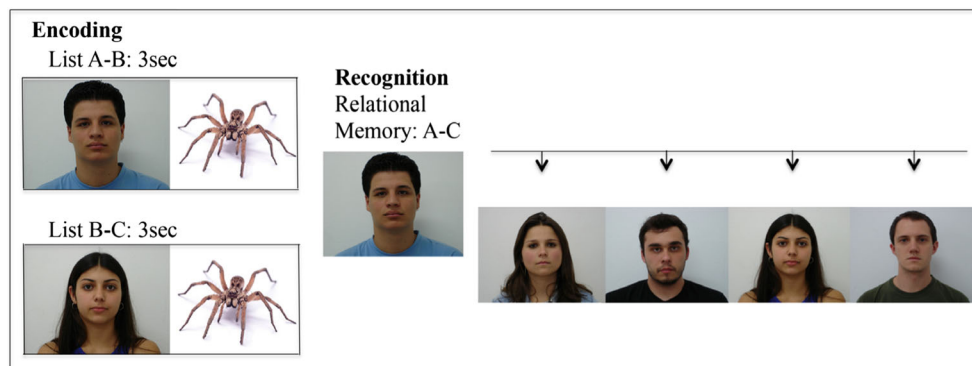 Encoding
List A-B: 3sec
List B-C: 3sec
Recognition
Relational
Memory: A-C